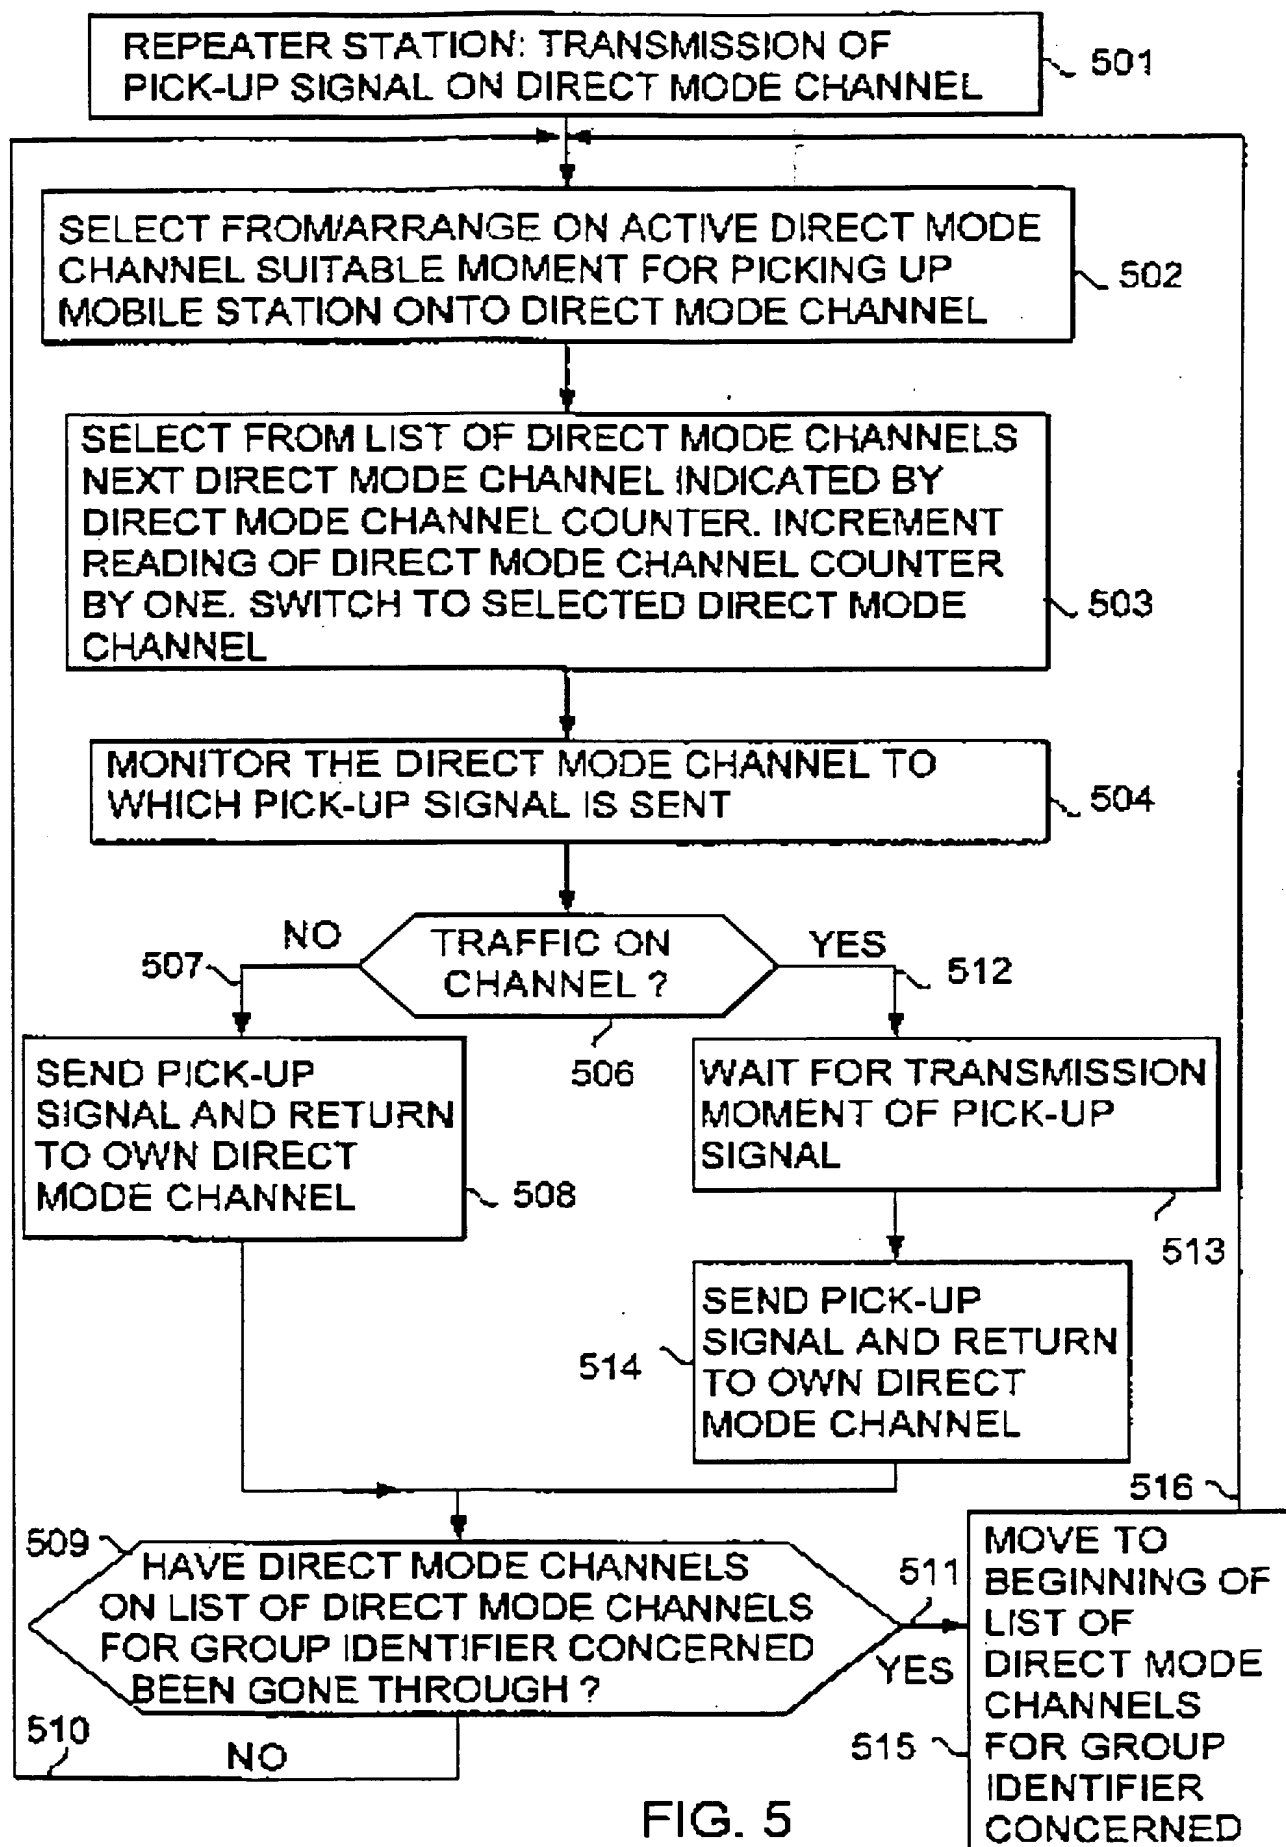 REPEATER STATION: TRANSMISSION OF
PICK-UP SIGNAL ON DIRECT MODE CHANNEL
501
SELECT FROM/ARRANGE ON ACTIVE DIRECT MODE
CHANNEL SUITABLE MOMENT FOR PICKING UP
MOBILE STATION ONTO DIRECT MODE CHANNEL
502
SELECT FROM LIST OF DIRECT MODE CHANNELS
NEXT DIRECT MODE CHANNEL INDICATED BY
DIRECT MODE CHANNEL COUNTER. INCREMENT
READING OF DIRECT MODE CHANNEL COUNTER
BY ONE. SWITCH TO SELECTED DIRECT MODE
CHANNEL
503
MONITOR THE DIRECT MODE CHANNEL TO
WHICH PICK-UP SIGNAL IS SENT
504
NO
TRAFFIC ON
CHANNEL ?
YES
507
512
506
SEND PICK-UP
SIGNAL AND RETURN
TO OWN DIRECT
MODE CHANNEL
508
WAIT FOR TRANSMISSION
MOMENT OF PICK-UP
SIGNAL
513
SEND PICK-UP
SIGNAL AND RETURN
TO OWN DIRECT
MODE CHANNEL
514
516
509
HAVE DIRECT MODE CHANNELS
ON LIST OF DIRECT MODE CHANNELS
FOR GROUP IDENTIFIER CONCERNED
BEEN GONE THROUGH ?
511
YES
510
NO
MOVE TO
BEGINNING OF
LIST OF
DIRECT MODE
CHANNELS
FOR GROUP
IDENTIFIER
CONCERNED
515
FIG. 5